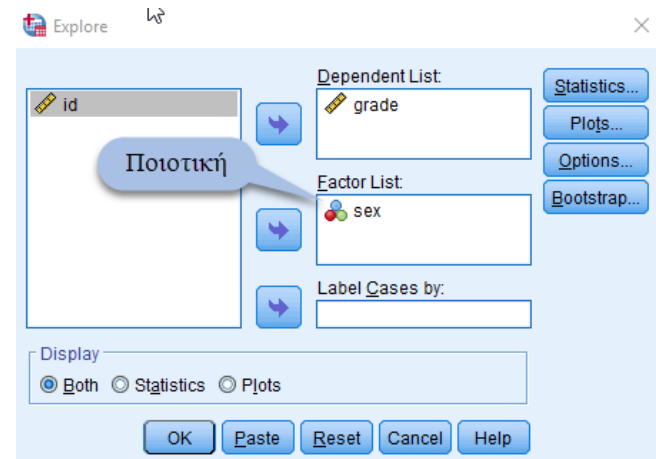 Explore
Dependent List:
id
grade
Ποιοτική
Factor List:
sex
Label Cases by:
Statistics...
Plots...
Options...
Bootstrap...
Display
Both Statistics Plots
OK Paste Reset Cancel Help